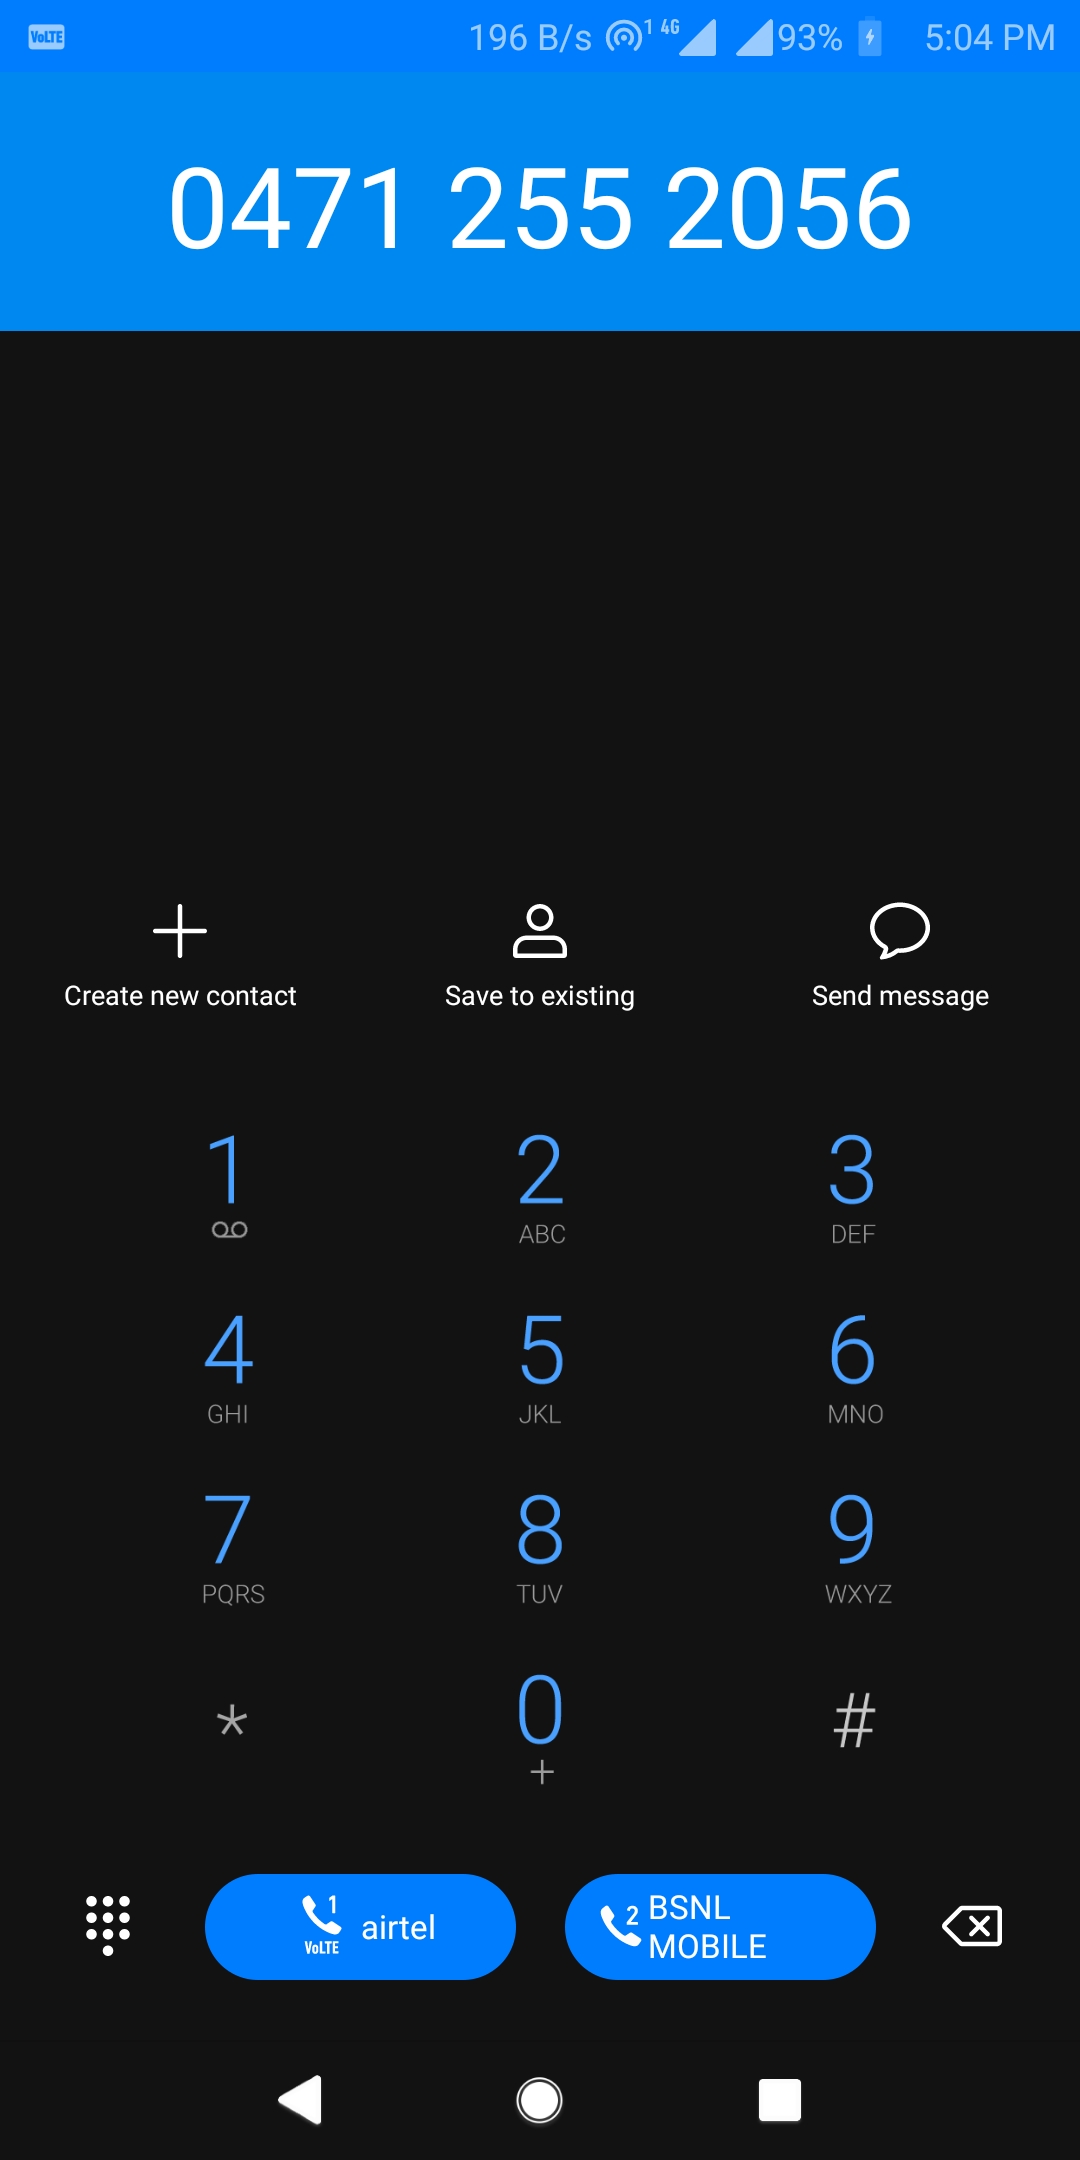 VoLTE 196 B/s 1 4G 93% 5:04 PM
0471 255 2056
Create new contact Save to existing Send message
1 2 3
ABC DEF
4 5 6
GHI JKL MNO
7 8 9
PQRS TUV WXYZ
* 0 #
+
1 VoLTE airtel 2 BSNL
MOBILE